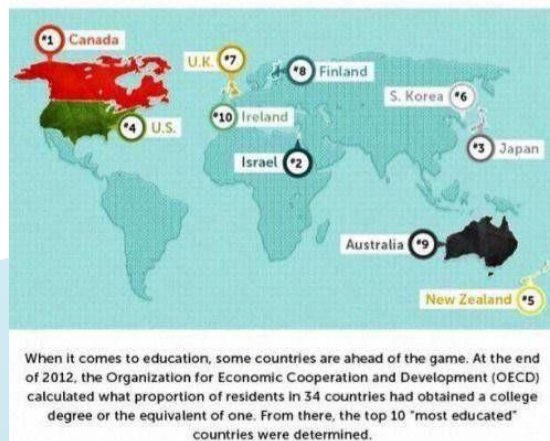 #1 Canada
U.K. #7
#8 Finland
S. Korea #6
#10 Ireland
#4 U.S.
#3 Japan
Israel #2
Australia #9
New Zealand #5
When it comes to education, some countries are ahead of the game. At the end
of 2012, the Organization for Economic Cooperation and Development (OECD)
calculated what proportion of residents in 34 countries had obtained a college
degree or the equivalent of one. From there, the top 10 "most educated"
countries were determined.